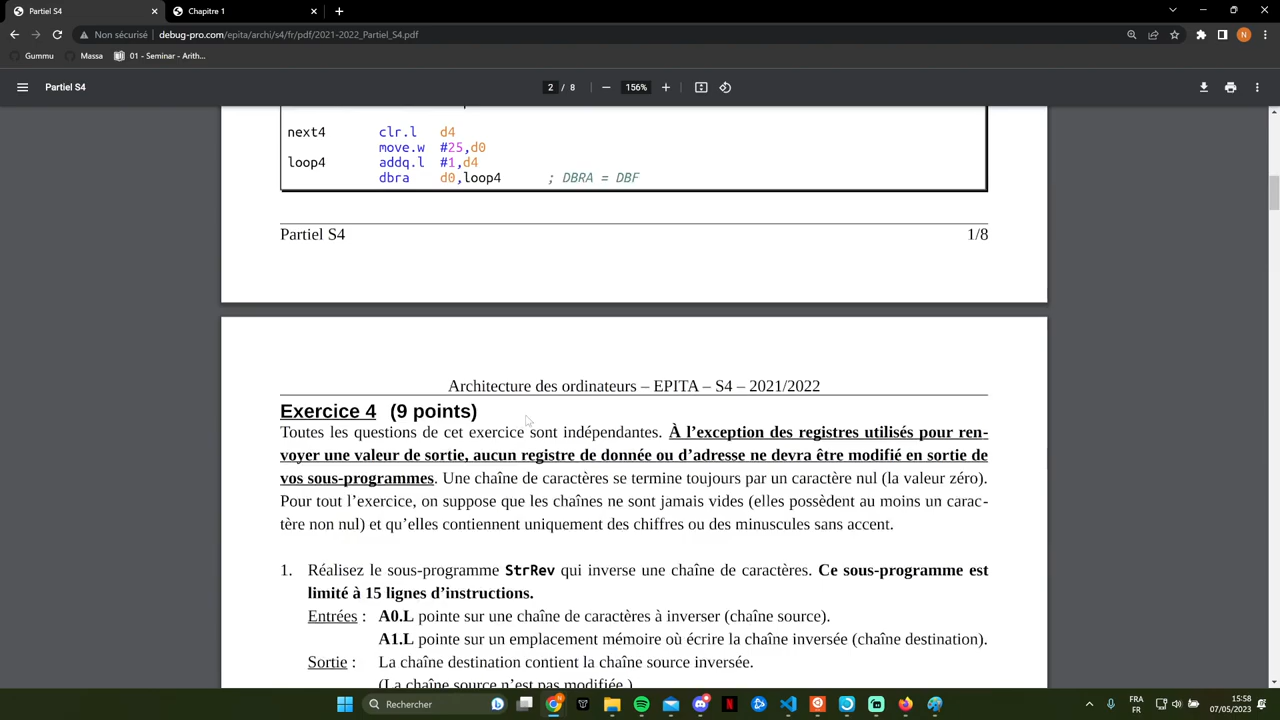 Partiel S4
Chapitre 1
Non sécurisé
debug-pro.com/epita/archi/s4/fr/pdf/2021-2022_Partiel_S4.pdf
N
Gummu
Massa
01 - Seminar - Arith...
Partiel S4
2 / 8
156%
next4 clr.l d4
move.w #25,d0
loop4 addq.l #1,d4
dbra d0,loop4 ; DBRA = DBF
Partiel S4 1/8
Architecture des ordinateurs – EPITA – S4 – 2021/2022
Exercice 4 (9 points)
Toutes les questions de cet exercice sont indépendantes. À l'exception des registres utilisés pour ren-
voyer une valeur de sortie, aucun registre de donnée ou d'adresse ne devra être modifié en sortie de
vos sous-programmes. Une chaîne de caractères se termine toujours par un caractère nul (la valeur zéro).
Pour tout l'exercice, on suppose que les chaînes ne sont jamais vides (elles possèdent au moins un carac-
tère non nul) et qu'elles contiennent uniquement des chiffres ou des minuscules sans accent.
1. Réalisez le sous-programme StrRev qui inverse une chaîne de caractères. Ce sous-programme est
limité à 15 lignes d'instructions.
Entrées : A0.L pointe sur une chaîne de caractères à inverser (chaîne source).
A1.L pointe sur un emplacement mémoire où écrire la chaîne inversée (chaîne destination).
Sortie : La chaîne destination contient la chaîne source inversée.
(La chaîne source n'est pas modifiée.)
Rechercher
FRA
FR
15:58
07/05/2023